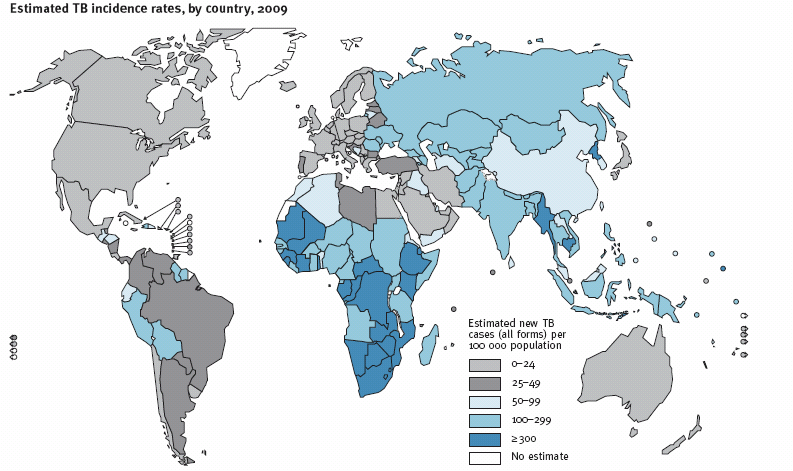 Estimated TB incidence rates, by country, 2009
Estimated new TB
cases (all forms) per
100 000 population
0–24
25–49
50–99
100–299
≥300
No estimate